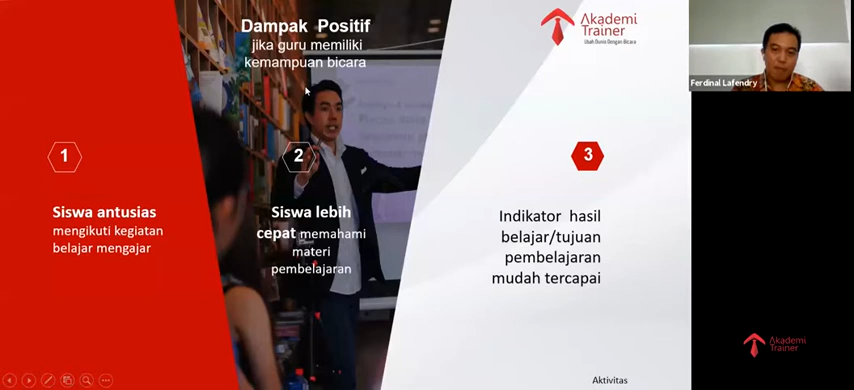 Dampak Positif
jika guru memiliki
kemampuan bicara
Akademi
Trainer
Ubah Dunia Dengan Bicara
Ferdinal Lafendry
1
2
3
Siswa antusias
mengikuti kegiatan
belajar mengajar
Siswa lebih
cepat memahami
materi
pembelajaran
Indikator hasil
belajar/tujuan
pembelajaran
mudah tercapai
Akademi
Trainer
Aktivitas